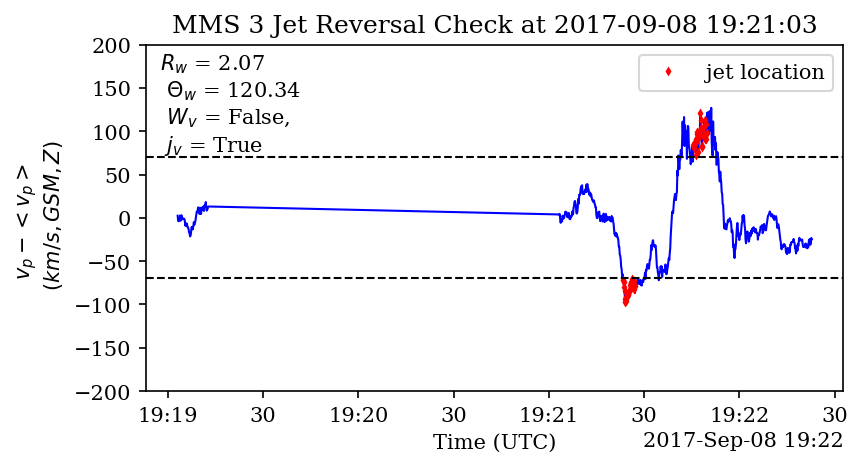 MMS 3 Jet Reversal Check at 2017-09-08 19:21:03
R_w = 2.07
Θ_w = 120.34
W_v = False,
j_v = True
jet location
v_p − < v_p >
(km/s, GSM, Z)
200
150
100
50
0
−50
−100
−150
−200
19:19 30 19:20 30 19:21 30 19:22 30
Time (UTC)
2017-Sep-08 19:22